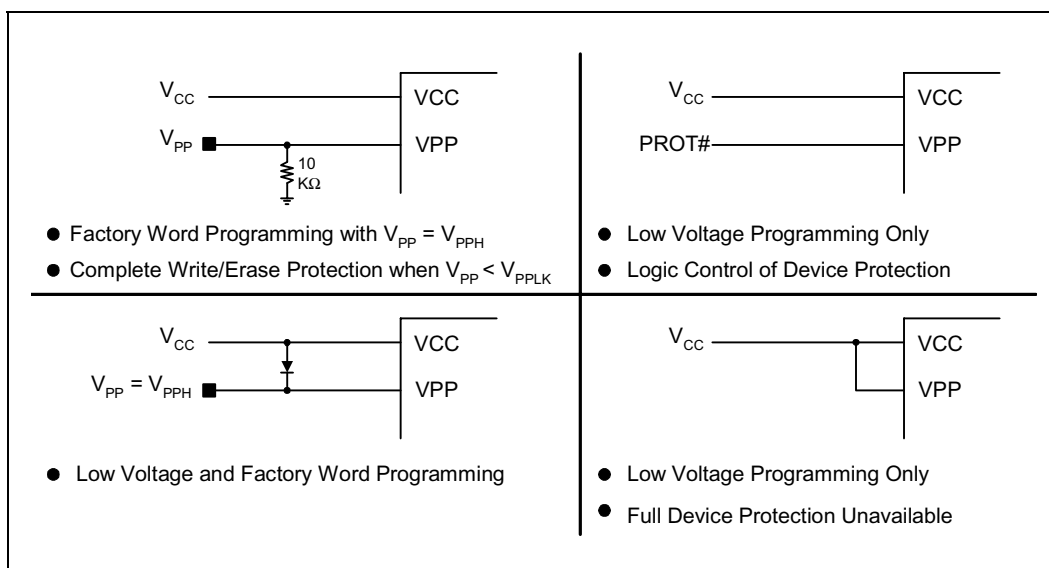 V_CC VCC
V_PP VPP
10
KΩ
● Factory Word Programming with V_PP = V_PPH
● Complete Write/Erase Protection when V_PP < V_PPLK
V_CC VCC
PROT# VPP
● Low Voltage Programming Only
● Logic Control of Device Protection
V_CC VCC
V_PP = V_PPH VPP
● Low Voltage and Factory Word Programming
V_CC VCC
VPP
● Low Voltage Programming Only
● Full Device Protection Unavailable